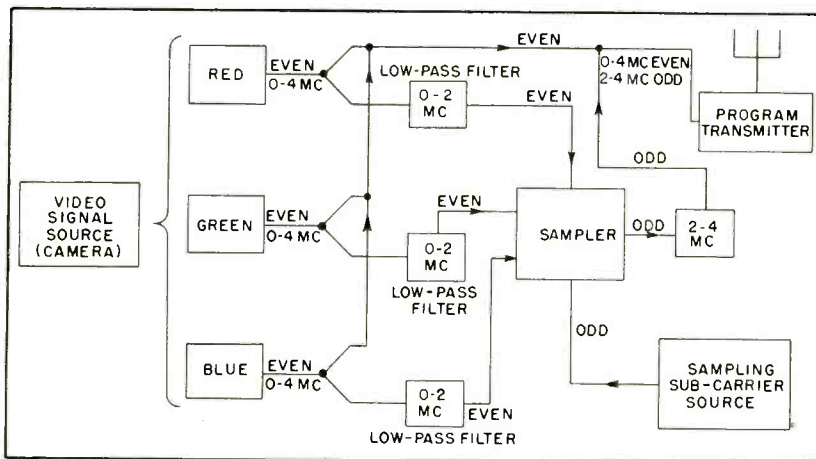 RED
EVEN
0-4 MC
LOW-PASS FILTER
0-2
MC
EVEN
EVEN
0-4 MC EVEN
2-4 MC ODD
PROGRAM
TRANSMITTER
VIDEO
SIGNAL
SOURCE
(CAMERA)
GREEN
EVEN
0-4 MC
0-2
MC
LOW-PASS
FILTER
EVEN
SAMPLER
ODD
ODD
2-4
MC
BLUE
EVEN
0-4 MC
0-2
MC
LOW-PASS FILTER
EVEN
ODD
SAMPLING
SUB-CARRIER
SOURCE